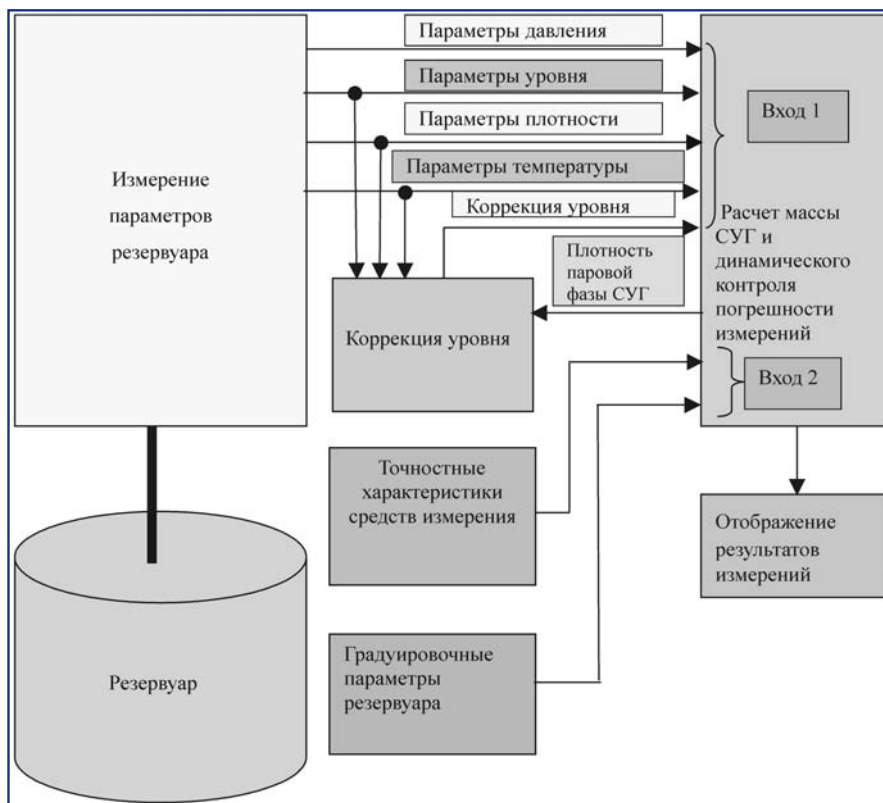 Параметры давления
Параметры уровня
Вход 1
Параметры плотности
Параметры температуры
Измерение
параметров
резервуара
Коррекция уровня
Расчет массы
СУГ и
динамического
контроля
погрешности
измерений
Плотность
паровой
фазы СУГ
Коррекция уровня
Вход 2
Точностные
характеристики
средств измерения
Отображение
результатов
измерений
Градуировочные
параметры
резервуара
Резервуар